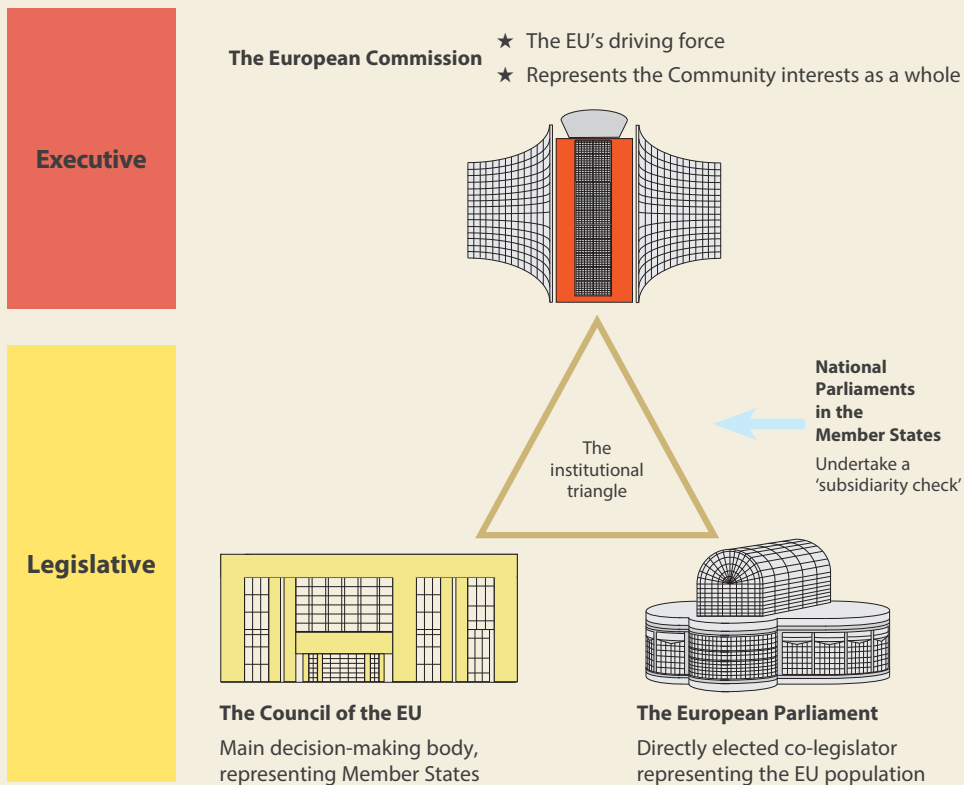 Executive
The European Commission
★ The EU’s driving force
★ Represents the Community interests as a whole
Legislative
The
institutional
triangle
National
Parliaments
in the
Member States
Undertake a
‘subsidiarity check’
The Council of the EU
Main decision-making body,
representing Member States
The European Parliament
Directly elected co-legislator
representing the EU population